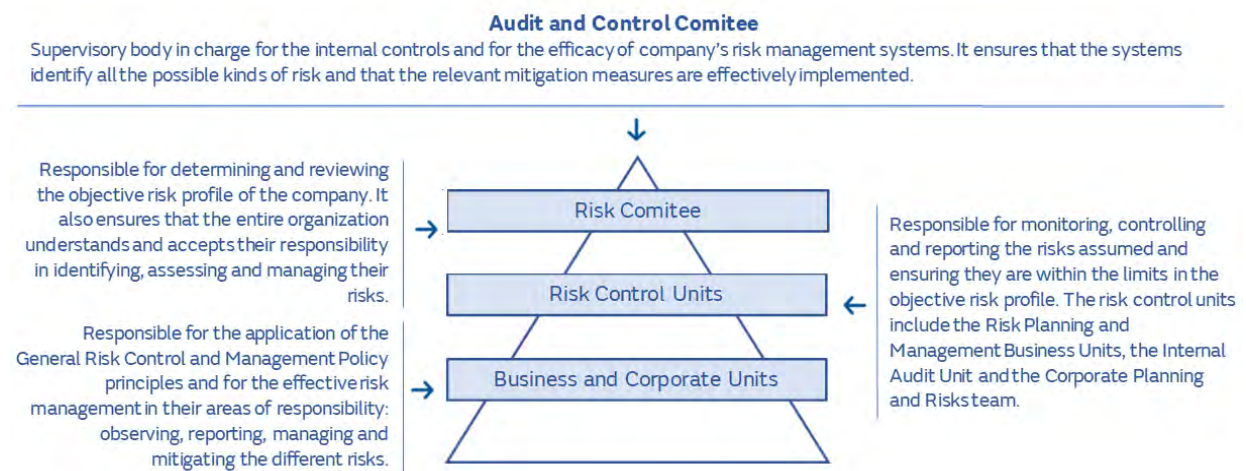 Audit and Control Comitee
Supervisory body in charge for the internal controls and for the efficacy of company's risk management systems. It ensures that the systems
identify all the possible kinds of risk and that the relevant mitigation measures are effectively implemented.
Responsible for determining and reviewing
the objective risk profile of the company. It
also ensures that the entire organization
understands and accepts their responsibility
in identifying, assessing and managing their
risks.
Risk Comitee
Risk Control Units
Responsible for monitoring, controlling
and reporting the risks assumed and
ensuring they are within the limits in the
objective risk profile. The risk control units
include the Risk Planning and
Management Business Units, the Internal
Audit Unit and the Corporate Planning
and Risks team.
Responsible for the application of the
General Risk Control and Management Policy
principles and for the effective risk
management in their areas of responsibility:
observing, reporting, managing and
mitigating the different risks.
Business and Corporate Units